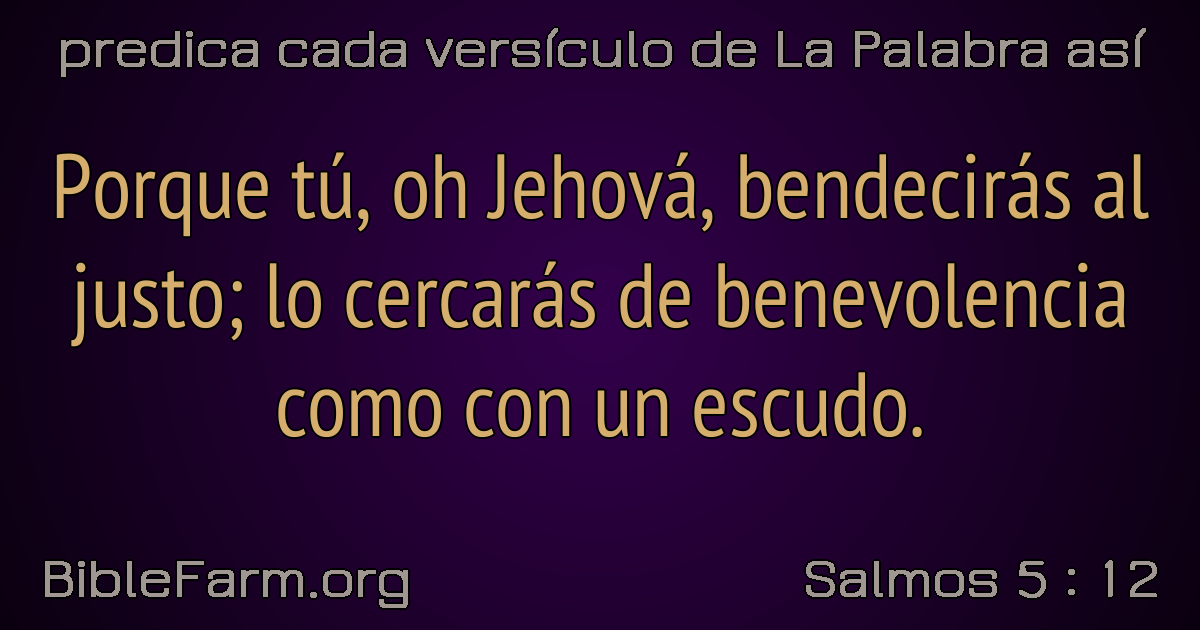 predica cada versículo de La Palabra así
Porque tú, oh Jehová, bendecirás al
justo; lo cercarás de benevolencia
como con un escudo.
BibleFarm.org
Salmos 5 : 12